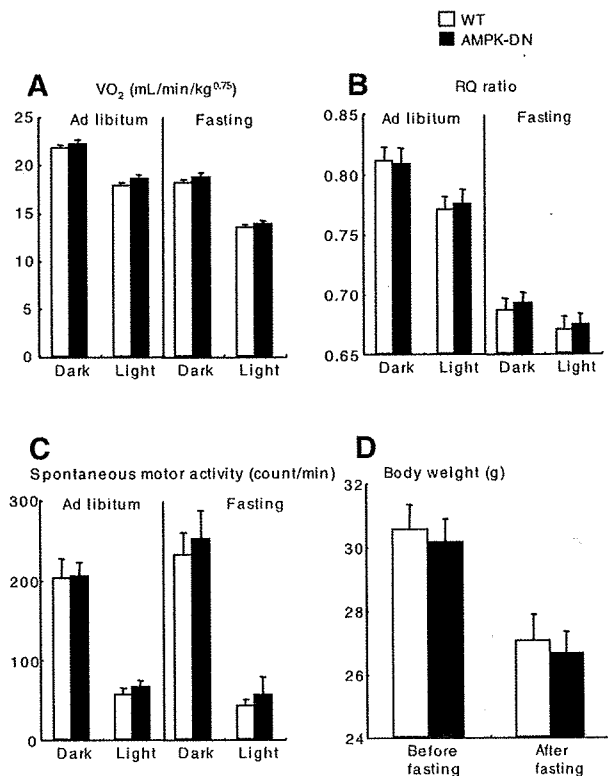 WT
AMPK-DN
A
VO2 (mL/min/kg^0.75)
Ad libitum Fasting
25
20
15
10
5
0
Dark Light Dark Light
B
RQ ratio
Ad libitum Fasting
0.85
0.80
0.75
0.70
0.65
Dark Light Dark Light
C
Spontaneous motor activity (count/min)
Ad libitum Fasting
300
200
100
0
Dark Light Dark Light
D
Body weight (g)
32
30
28
26
24
Before fasting
After fasting